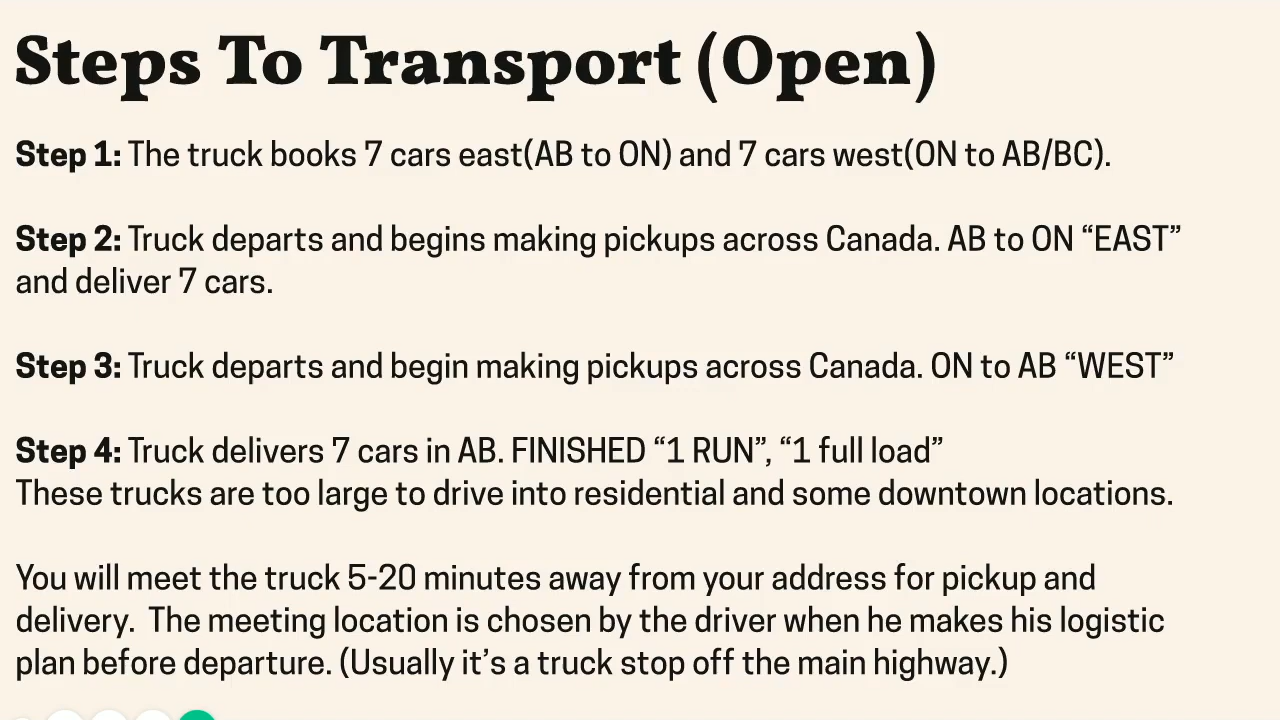 Steps To Transport (Open)
Step 1: The truck books 7 cars east(AB to ON) and 7 cars west(ON to AB/BC).
Step 2: Truck departs and begins making pickups across Canada. AB to ON “EAST”
and deliver 7 cars.
Step 3: Truck departs and begin making pickups across Canada. ON to AB “WEST”
Step 4: Truck delivers 7 cars in AB. FINISHED “1 RUN”, “1 full load”
These trucks are too large to drive into residential and some downtown locations.
You will meet the truck 5-20 minutes away from your address for pickup and
delivery.  The meeting location is chosen by the driver when he makes his logistic
plan before departure. (Usually it’s a truck stop off the main highway.)